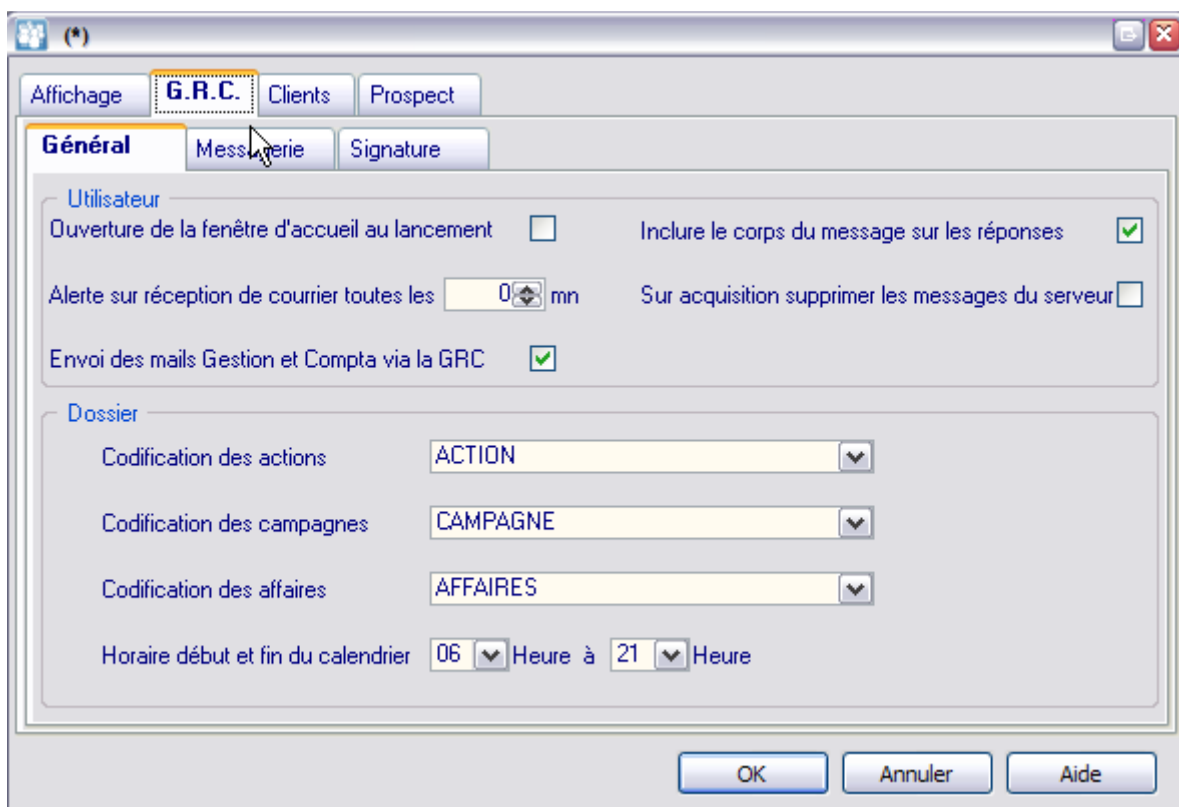 (*)
Affichage G.R.C. Clients Prospect
Général Messagerie Signature
Utilisateur
Ouverture de la fenêtre d'accueil au lancement Inclure le corps du message sur les réponses
Alerte sur réception de courrier toutes les 0 mn Sur acquisition supprimer les messages du serveur
Envoi des mails Gestion et Compta via la GRC
Dossier
Codification des actions ACTION
Codification des campagnes CAMPAGNE
Codification des affaires AFFAIRES
Horaire début et fin du calendrier 06 Heure à 21 Heure
OK Annuler Aide